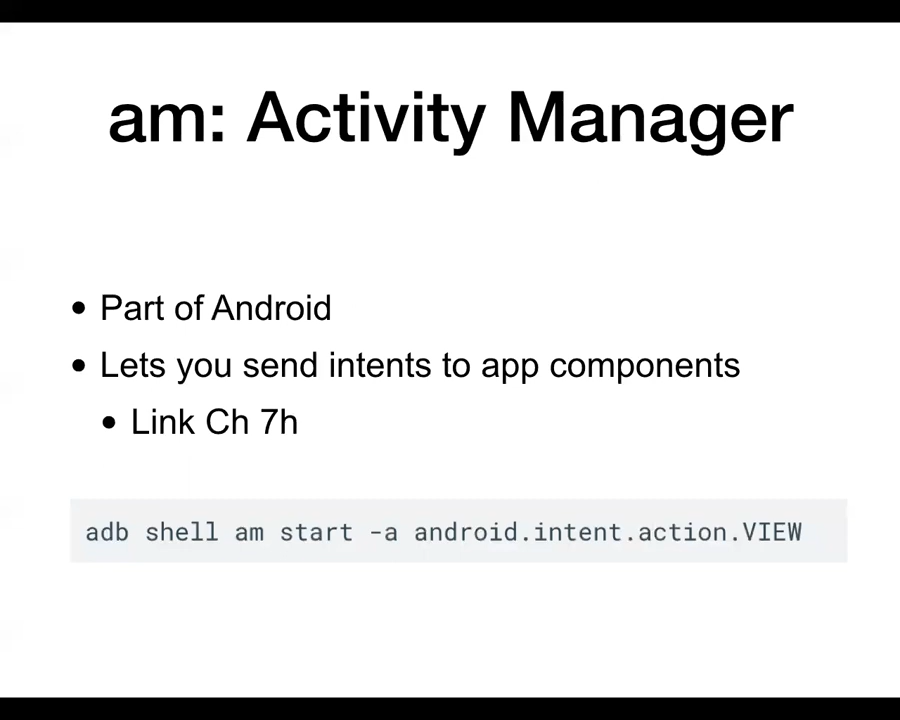 am: Activity Manager
• Part of Android
• Lets you send intents to app components
• Link Ch 7h
adb shell am start -a android.intent.action.VIEW